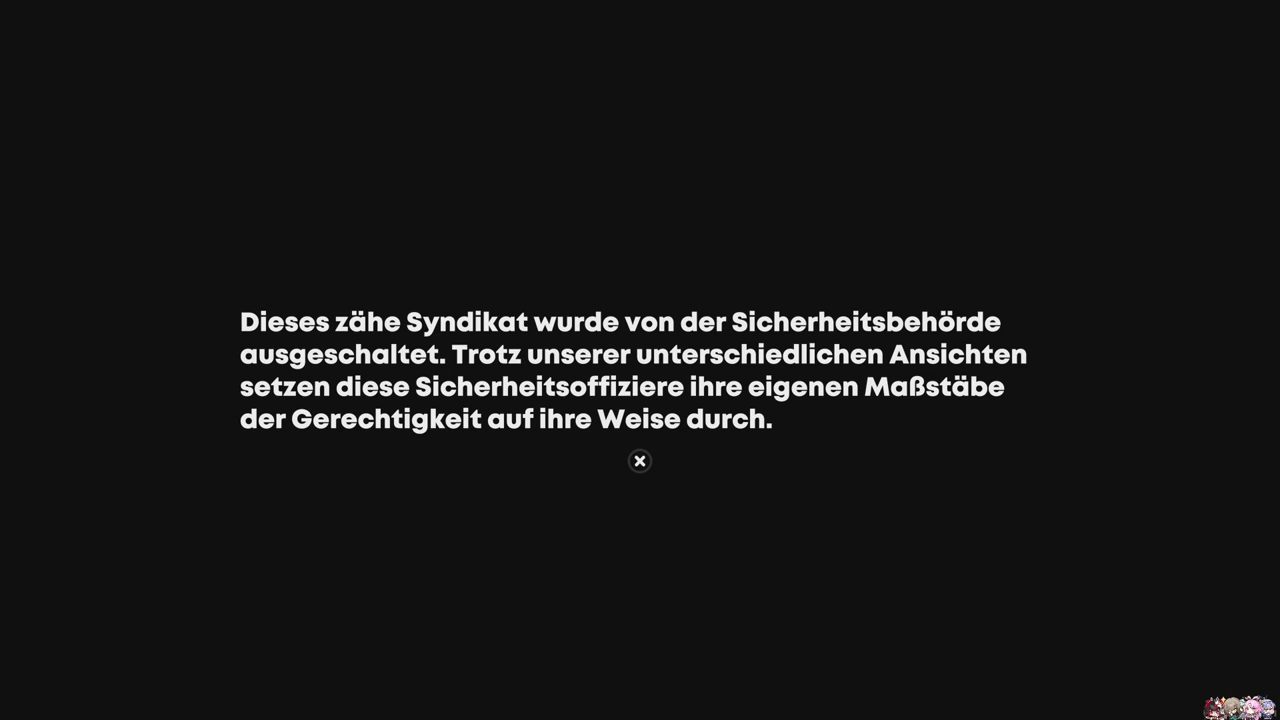 Dieses zähe Syndikat wurde von der Sicherheitsbehörde
ausgeschaltet. Trotz unserer unterschiedlichen Ansichten
setzen diese Sicherheitsoffiziere ihre eigenen Maßstäbe
der Gerechtigkeit auf ihre Weise durch.